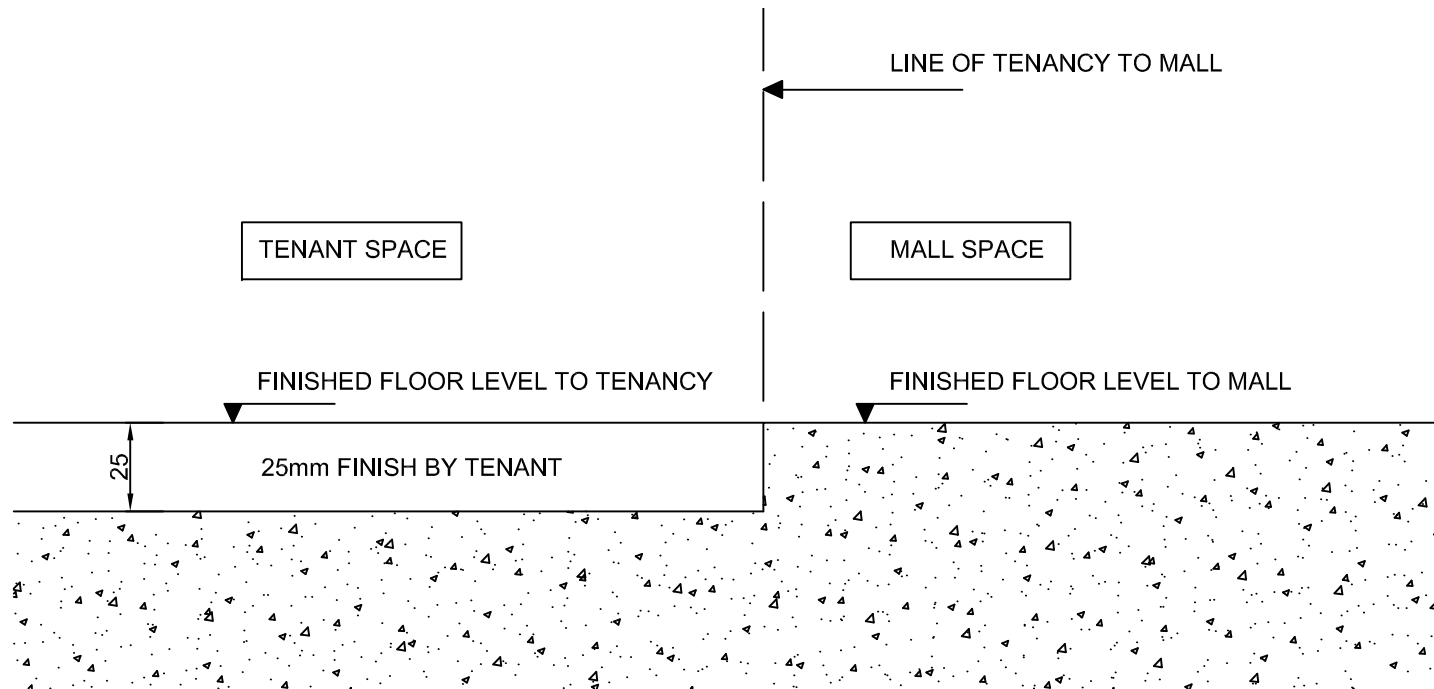 LINE OF TENANCY TO MALL
TENANT SPACE
MALL SPACE
FINISHED FLOOR LEVEL TO TENANCY
FINISHED FLOOR LEVEL TO MALL
25
25mm FINISH BY TENANT